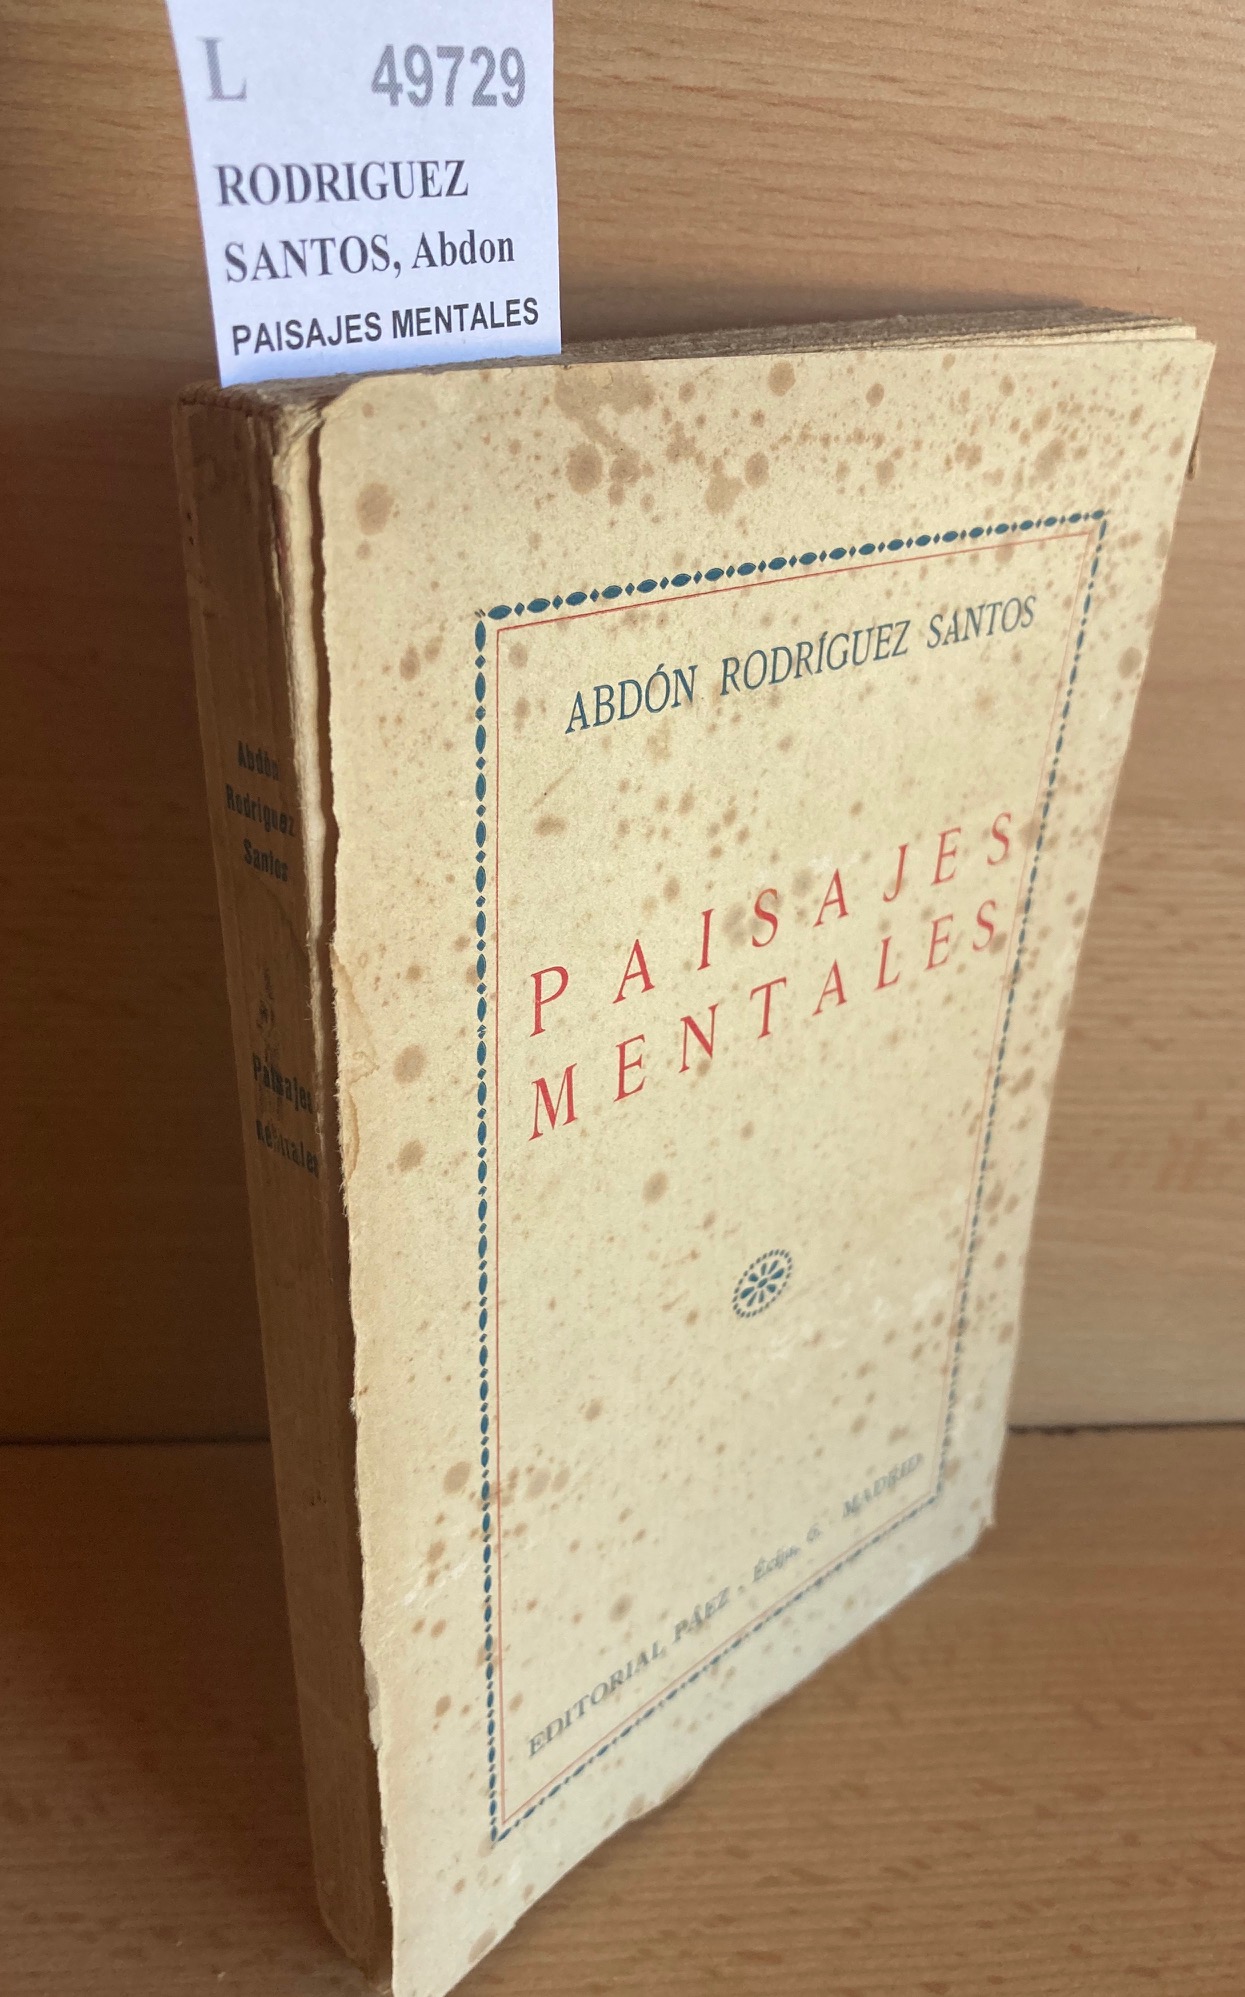 L 49729
RODRIGUEZ
SANTOS, Abdon
PAISAJES MENTALES
ABDÓN RODRÍGUEZ SANTOS
PAISAJES
MENTALES
EDITORIAL PÁEZ - Écija, 6. MADRID
Abdón
Rodríguez
Santos
Paisajes
mentales